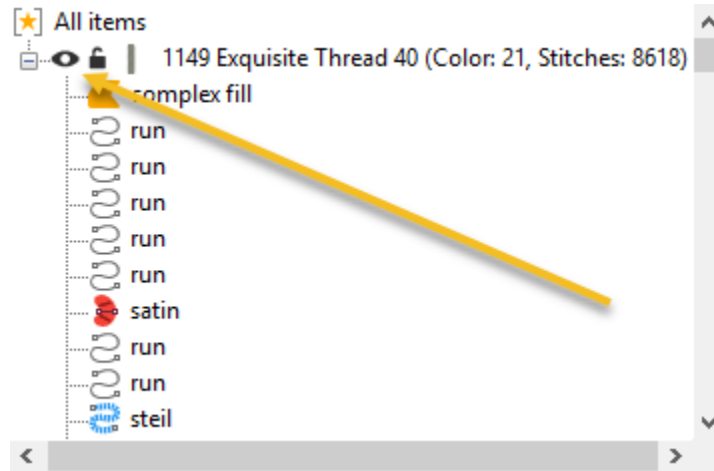 All items
1149 Exquisite Thread 40 (Color: 21, Stitches: 8618)
complex fill
run
run
run
run
run
satin
run
run
steil